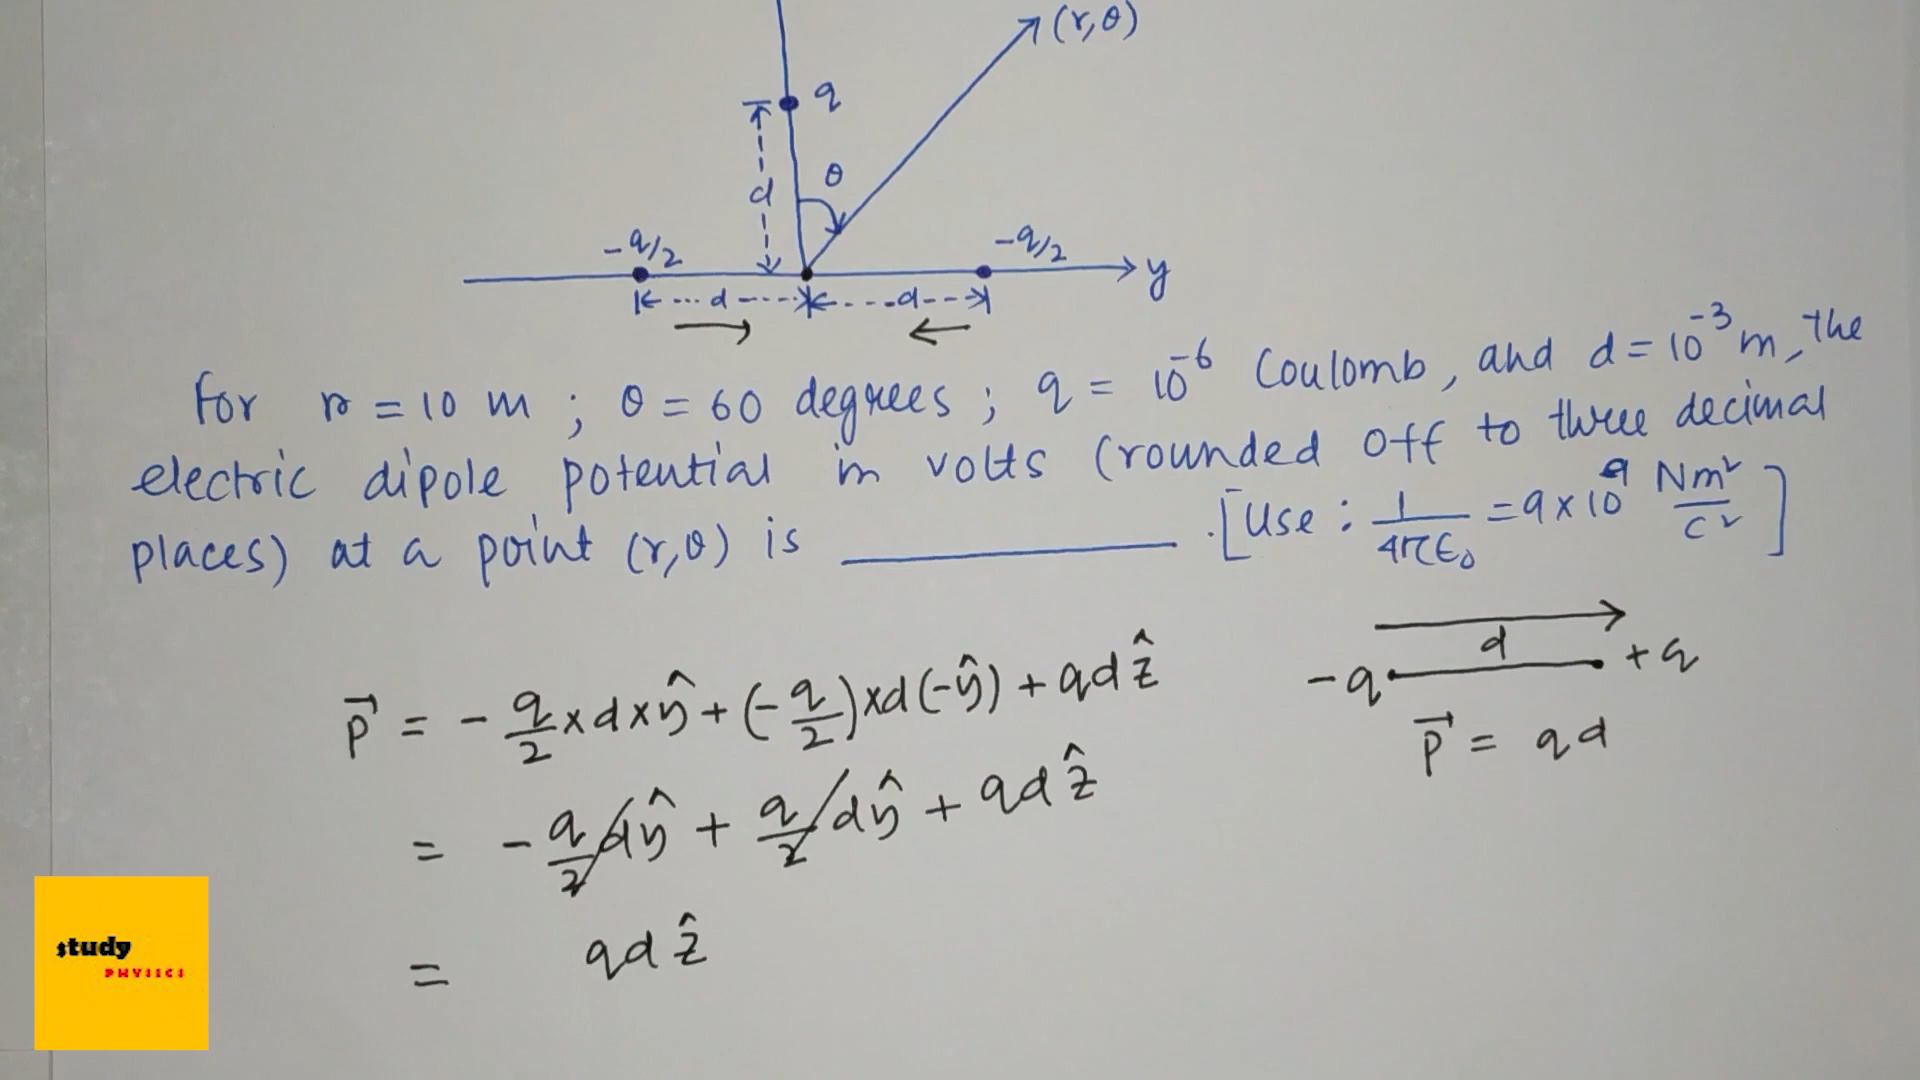 (r,θ)
q
θ
d
-q/2
-q/2
y
d
d
For r = 10 m ; θ = 60 degrees ; q = 10⁻⁶ Coulomb, and d = 10⁻³ m, the
electric dipole potential in volts (rounded off to three decimal
places) at a point (r,θ) is ________ . [Use : 1/4πϵ₀ = 9 × 10⁹ Nm²/C²]
p⃗ = - q/2 × d × ŷ + (- q/2) × d (-ŷ) + qd ẑ
= - q/2 dŷ + q/2 dŷ + qd ẑ
= qd ẑ
d
-q +q
p⃗ = qd
study
PHYSICS